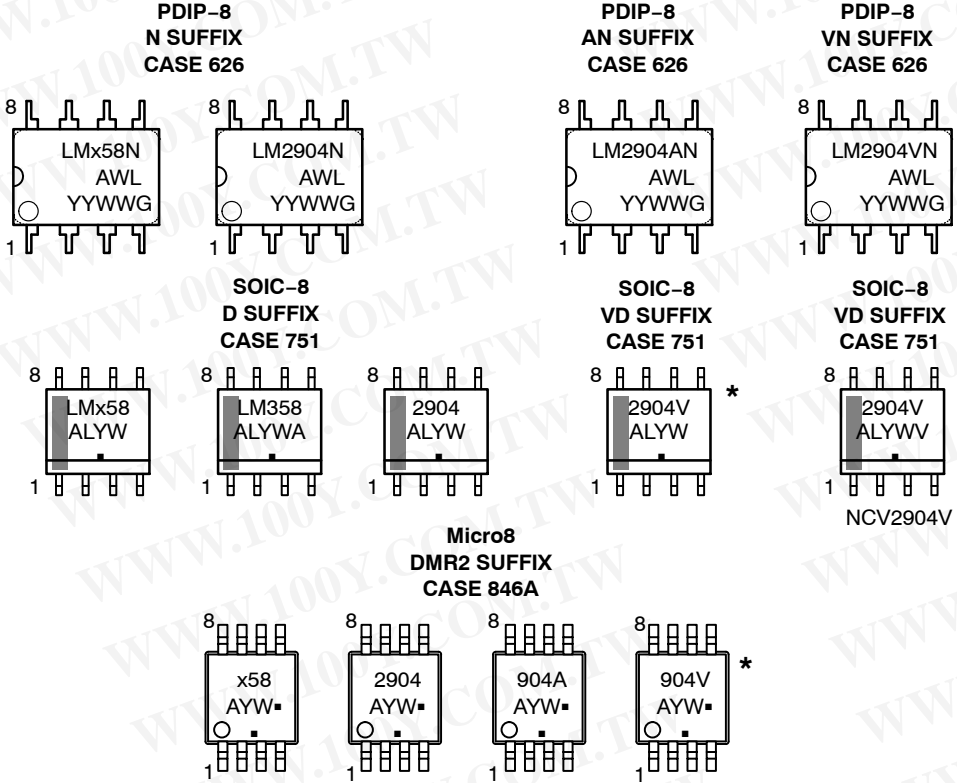 PDIP–8
N SUFFIX
CASE 626
PDIP–8
AN SUFFIX
CASE 626
PDIP–8
VN SUFFIX
CASE 626
8
LMx58N
AWL
YYWWG
1
8
LM2904N
AWL
YYWWG
1
8
LM2904AN
AWL
YYWWG
1
8
LM2904VN
AWL
YYWWG
1
SOIC–8
D SUFFIX
CASE 751
SOIC–8
VD SUFFIX
CASE 751
SOIC–8
VD SUFFIX
CASE 751
8
LMx58
ALYW
1
8
LM358
ALYWA
1
8
2904
ALYW
1
8
2904V
ALYW
1
*
8
2904V
ALYWV
1
NCV2904V
Micro8
DMR2 SUFFIX
CASE 846A
8
x58
AYW▪
1
8
2904
AYW▪
1
8
904A
AYW▪
1
8
904V
AYW▪
1
*
WWW.100Y.COM.TW